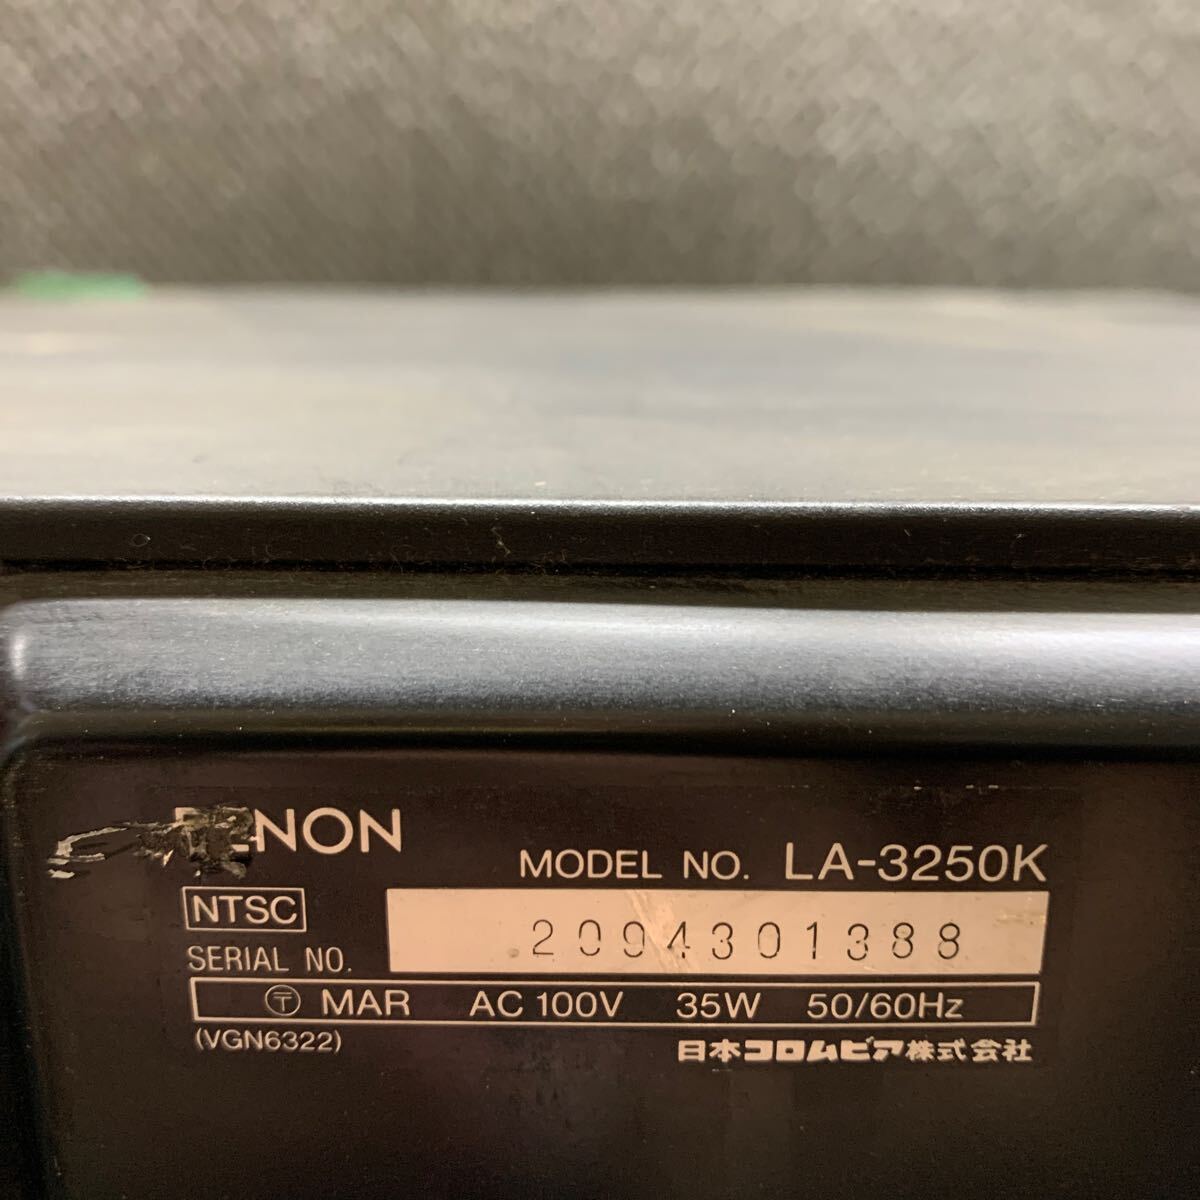 DENON
MODEL NO. LA-3250K
NTSC
SERIAL NO. 2094301388
〒 MAR AC 100V 35W 50/60Hz
(VGN6322)
日本コロムビア株式会社